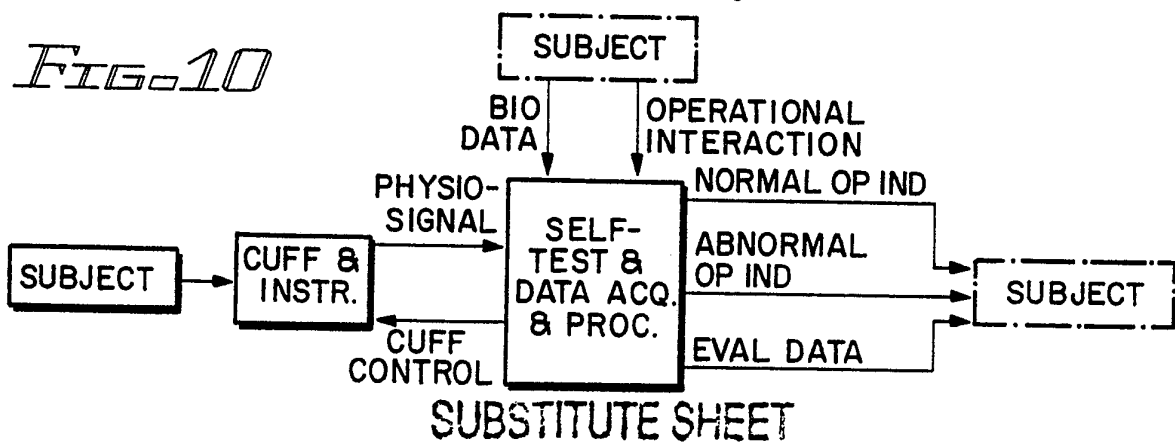 FIG. 10
SUBJECT
BIO
DATA
OPERATIONAL
INTERACTION
PHYSIO-
SIGNAL
NORMAL OP IND
SELF-
TEST &
DATA ACQ.
& PROC.
ABNORMAL
OP IND
SUBJECT
CUFF &
INSTR.
SUBJECT
CUFF
CONTROL
EVAL DATA
SUBSTITUTE SHEET